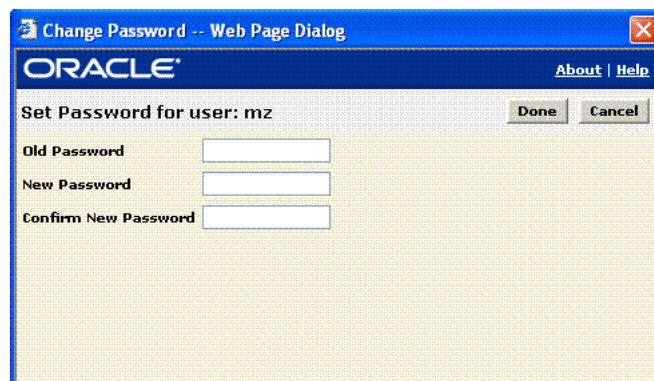 Change Password -- Web Page Dialog
ORACLE®
About | Help
Set Password for user: mz
Done Cancel
Old Password
New Password
Confirm New Password